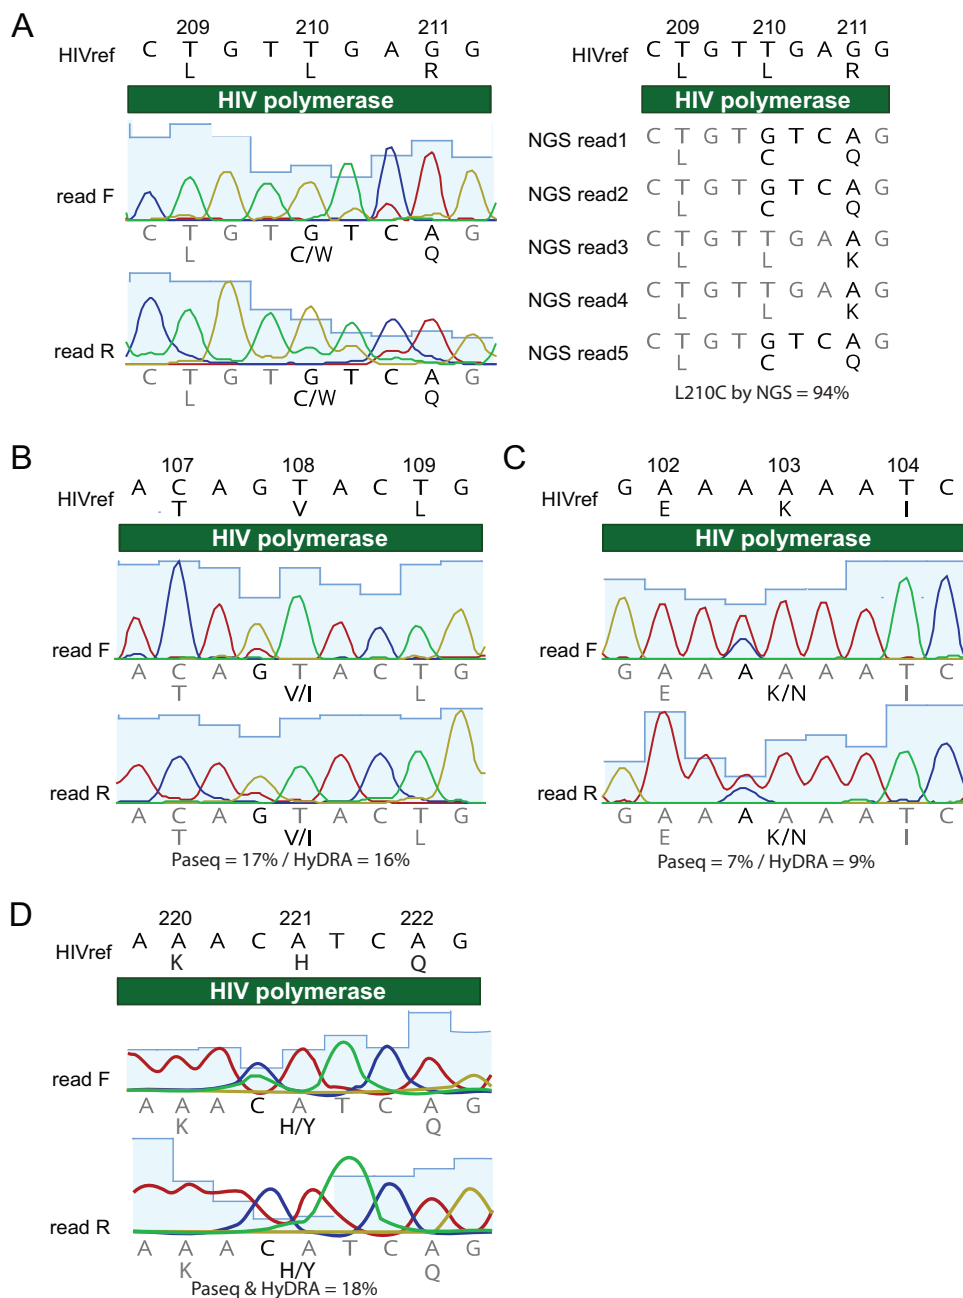 A
209 210 211
HIVref C T G T T G A G G
L L R
HIV polymerase
read F
C T G T G T C A G
L C/W Q
read R
C T G T G T C A G
L C/W Q
209 210 211
HIVref C T G T T G A G G
L L R
HIV polymerase
NGS read1 C T G T G T C A G
L C Q
NGS read2 C T G T G T C A G
L C Q
NGS read3 C T G T T G A A G
L L K
NGS read4 C T G T T G A A G
L L K
NGS read5 C T G T G T C A G
L C Q
L210C by NGS = 94%
B
107 108 109
HIVref A C A G T A C T G
T V L
HIV polymerase
read F
A C A G T A C T G
T V/I L
read R
A C A G T A C T G
T V/I L
Paseq = 17% / HyDRA = 16%
C
102 103 104
HIVref G A A A A A A T C
E K I
HIV polymerase
read F
G A A A A A A T C
E K/N I
read R
G A A A A A A T C
E K/N I
Paseq = 7% / HyDRA = 9%
D
220 221 222
HIVref A A A C A T C A G
K H Q
HIV polymerase
read F
A A A C A T C A G
K H/Y Q
read R
A A A C A T C A G
K H/Y Q
Paseq & HyDRA = 18%